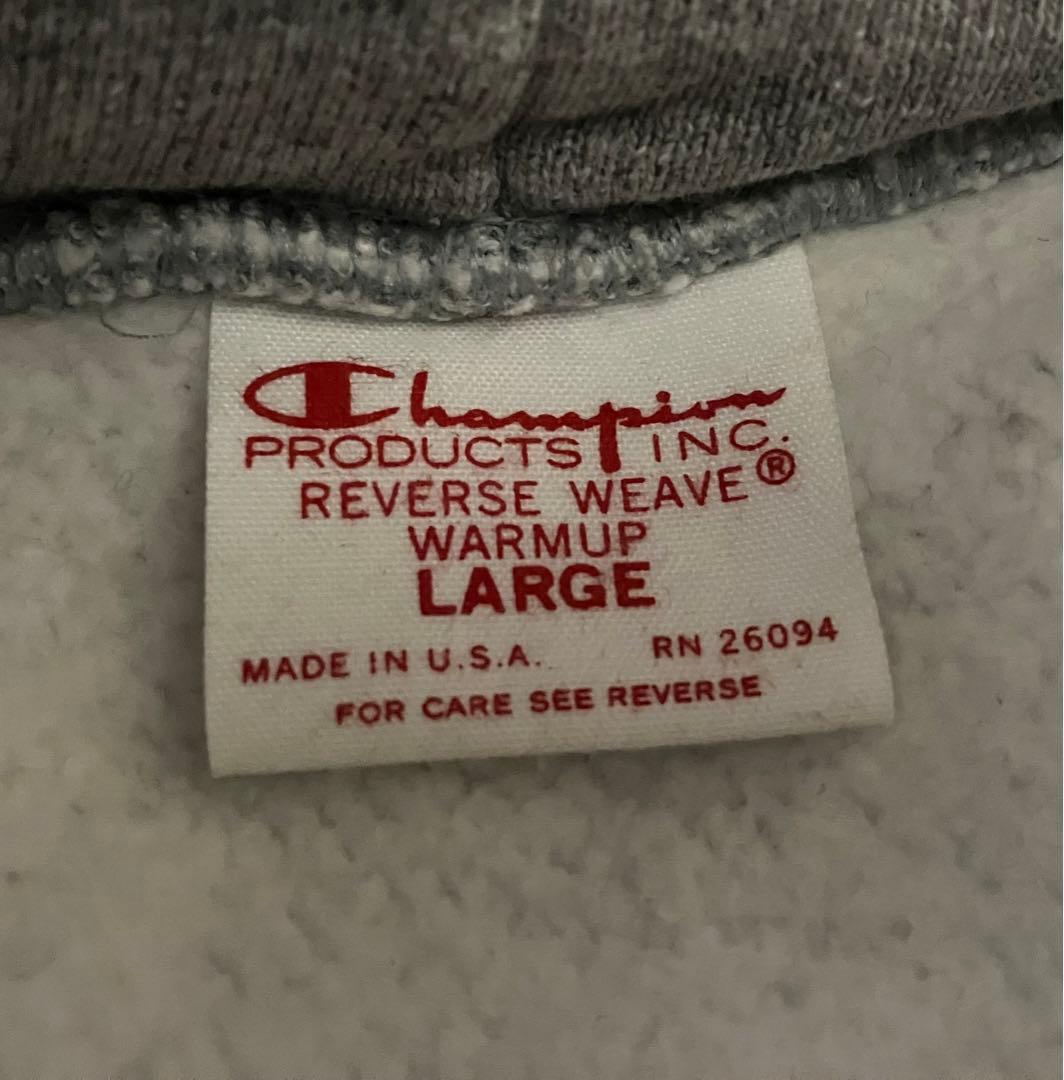 Champion
PRODUCTS INC.
REVERSE WEAVE®
WARMUP
LARGE
MADE IN U.S.A. RN 26094
FOR CARE SEE REVERSE